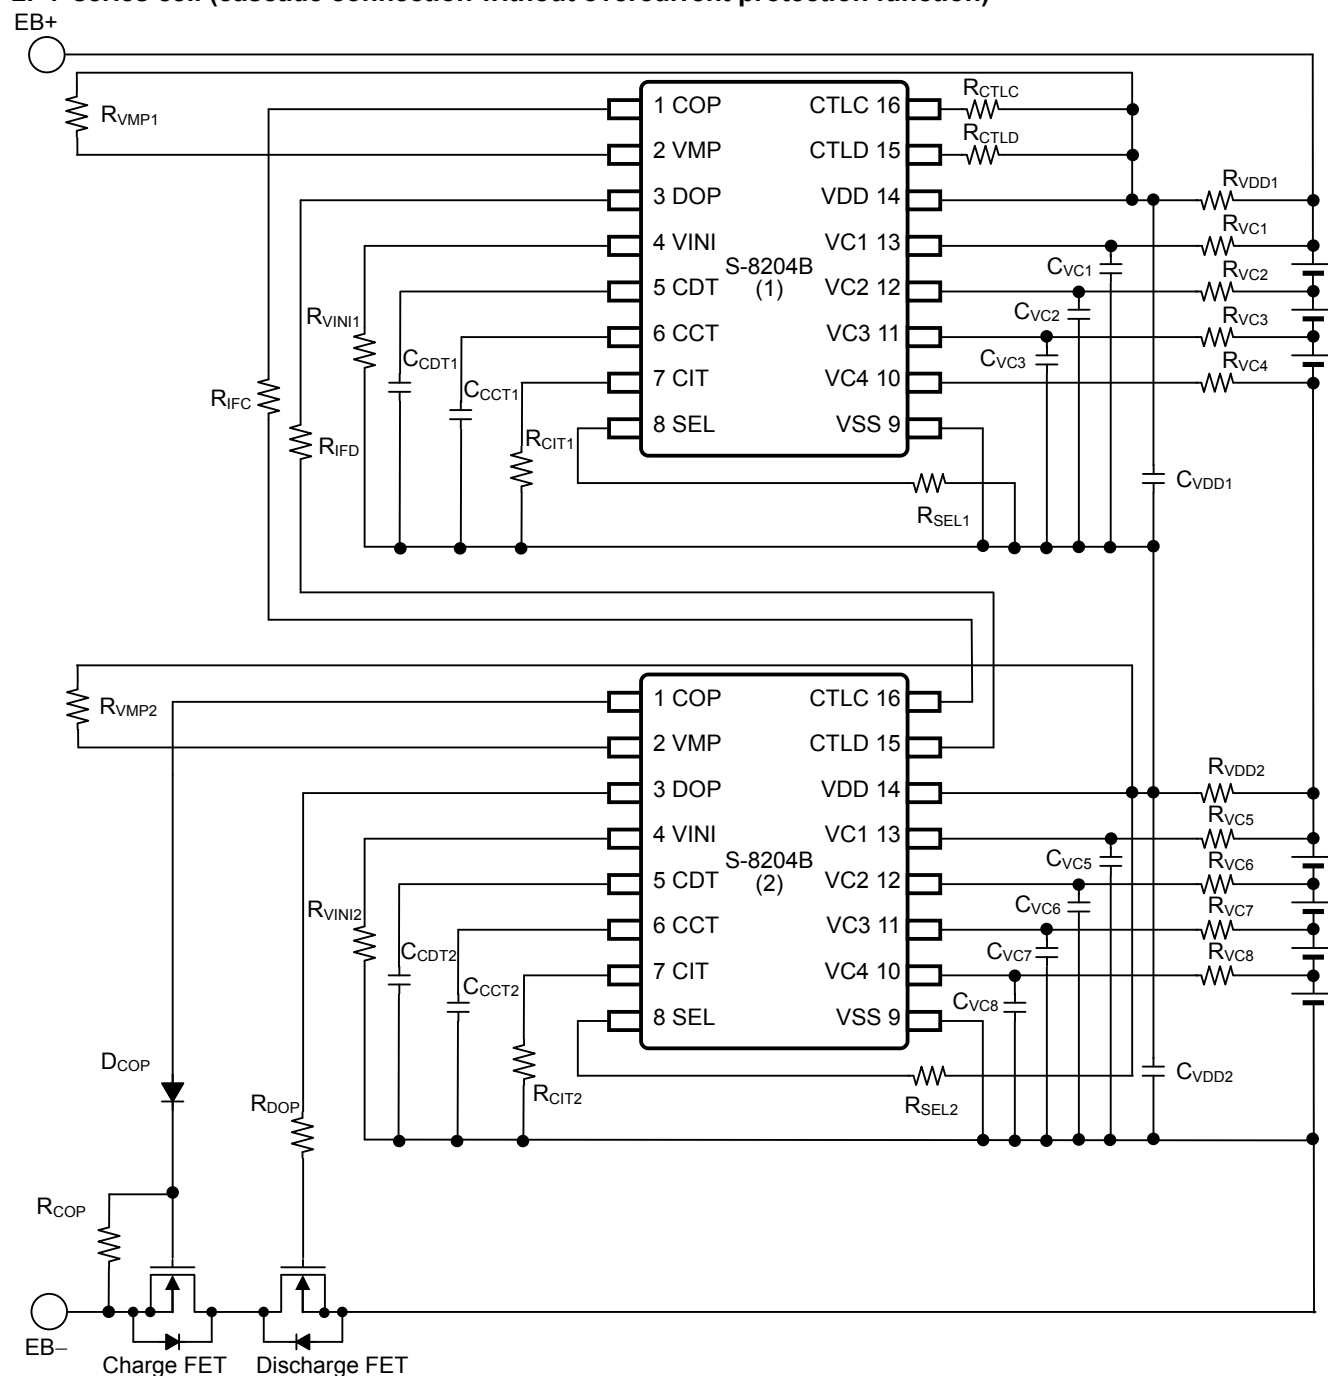 2. 7-series cell (cascade connection without overcurrent protection function)
EB+
RVMP1
1 COP
CTLC 16
RCTLC
2 VMP
CTLD 15
RCTLD
3 DOP
VDD 14
RVDD1
4 VINI
VC1 13
RVC1
S-8204B
(1)
CVC1
5 CDT
VC2 12
RVC2
RVINI1
CVC2
6 CCT
VC3 11
RVC3
CCDT1
CVC3
7 CIT
VC4 10
RVC4
CCCT1
RIFC
8 SEL
VSS 9
RIFD
RCIT1
CVDD1
RSEL1
RVMP2
1 COP
CTLC 16
2 VMP
CTLD 15
3 DOP
VDD 14
RVDD2
4 VINI
VC1 13
RVC5
S-8204B
(2)
CVC5
5 CDT
VC2 12
RVC6
RVINI2
CVC6
6 CCT
VC3 11
RVC7
CCDT2
CVC7
7 CIT
VC4 10
RVC8
CCCT2
CVC8
8 SEL
VSS 9
DCOP
RCIT2
CVDD2
RDOP
RSEL2
RCOP
EB−
Charge FET
Discharge FET